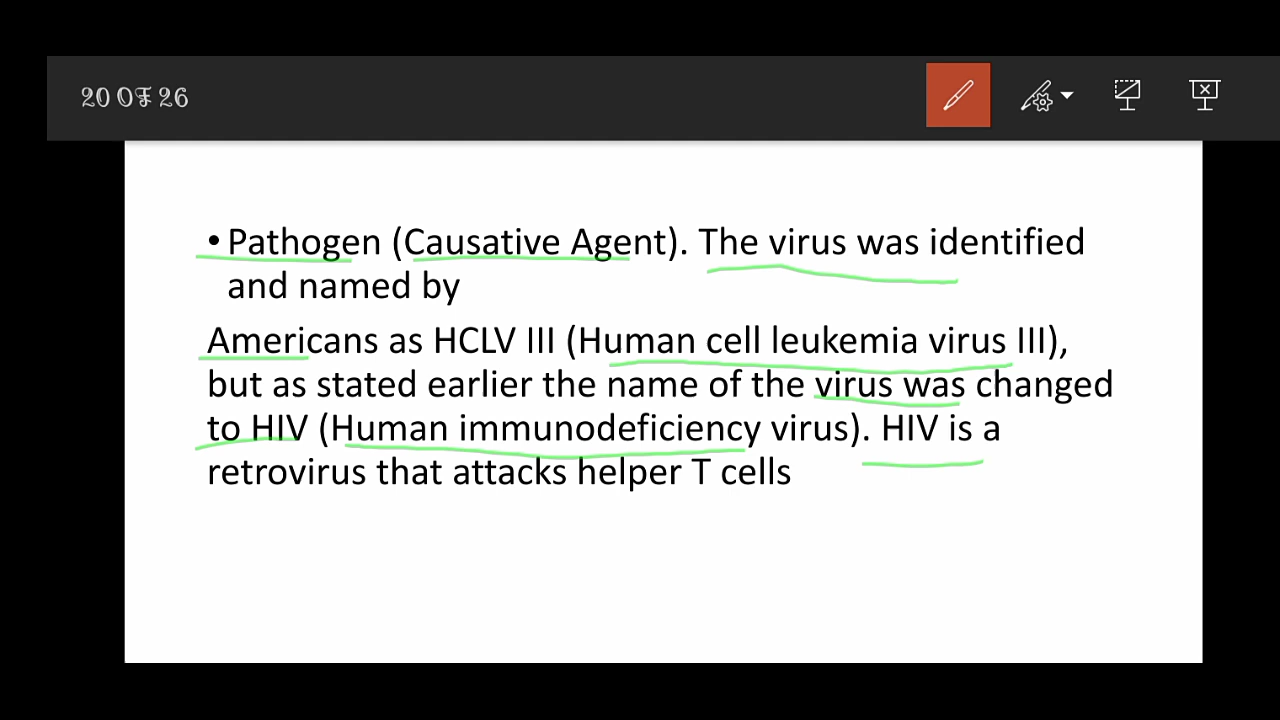 20 OF 26
• Pathogen (Causative Agent). The virus was identified
and named by
Americans as HCLV III (Human cell leukemia virus III),
but as stated earlier the name of the virus was changed
to HIV (Human immunodeficiency virus). HIV is a
retrovirus that attacks helper T cells